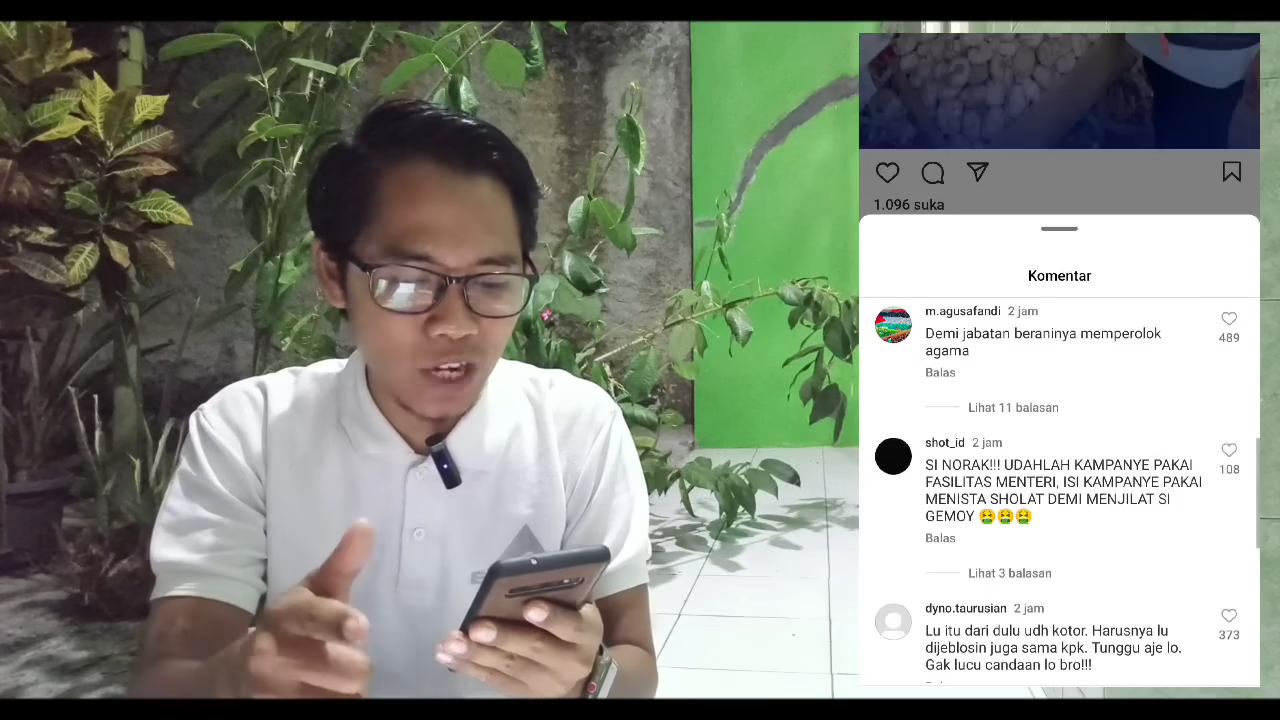 1.096 suka
Komentar
m.agusafandi 2 jam
Demi jabatan beraninya memperolok
agama
489
Balas
Lihat 11 balasan
shot_id 2 jam
SI NORAK!!! UDAHLAH KAMPANYE PAKAI
FASILITAS MENTERI, ISI KAMPANYE PAKAI
MENISTA SHOLAT DEMI MENJILAT SI
GEMOY 🤮🤮🤮
108
Balas
Lihat 3 balasan
dyno.taurusian 2 jam
Lu itu dari dulu udh kotor. Harusnya lu
dijeblosin juga sama kpk. Tunggu aje lo.
Gak lucu candaan lo bro!!!
373